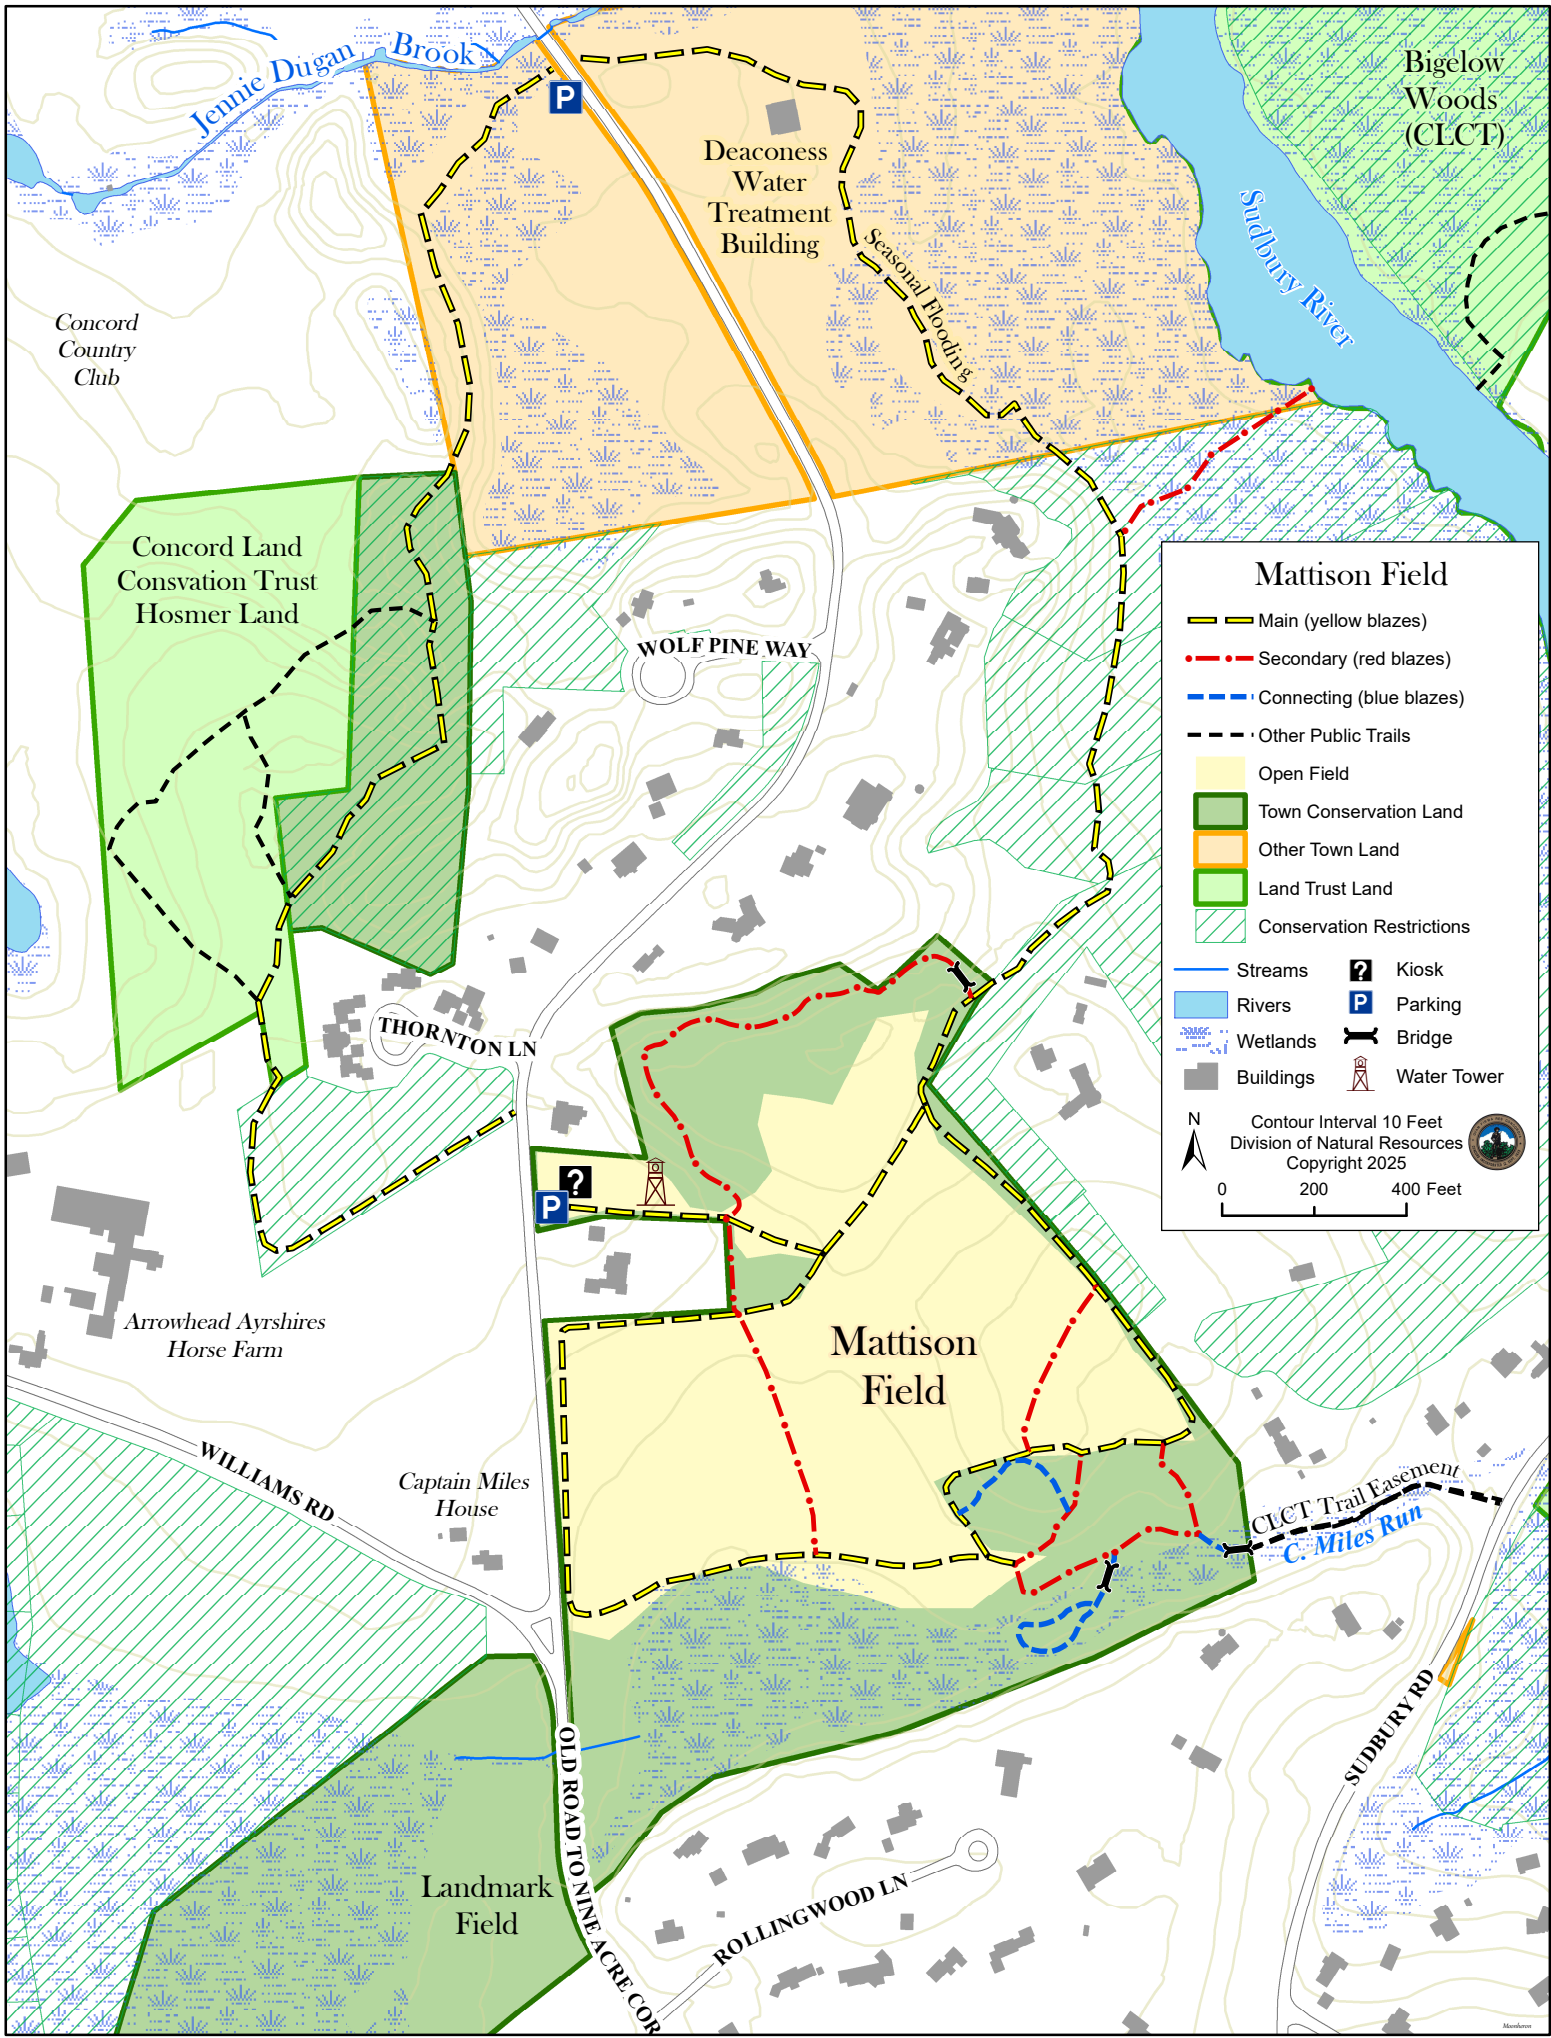 Jennie Dugan Brook
P
Bigelow
Woods
(CLCT)
Deaconess
Water
Treatment
Building
Seasonal Flooding
Sudbury River
Concord
Country
Club
Concord Land
Consvation Trust
Hosmer Land
WOLF PINE WAY
Mattison Field
Main (yellow blazes)
Secondary (red blazes)
Connecting (blue blazes)
Other Public Trails
Open Field
Town Conservation Land
Other Town Land
Land Trust Land
Conservation Restrictions
Streams
? Kiosk
Rivers
P Parking
Wetlands
Bridge
Buildings
Water Tower
N
Contour Interval 10 Feet
Division of Natural Resources
Copyright 2025
0 200 400 Feet
THORNTON LN
?
P
Arrowhead Ayrshires
Horse Farm
Mattison
Field
WILLIAMS RD
Captain Miles
House
CLCT Trail Easement
C. Miles Run
SUDBURY RD
OLD ROAD TO NINE ACRE COR
Landmark
Field
ROLLINGWOOD LN